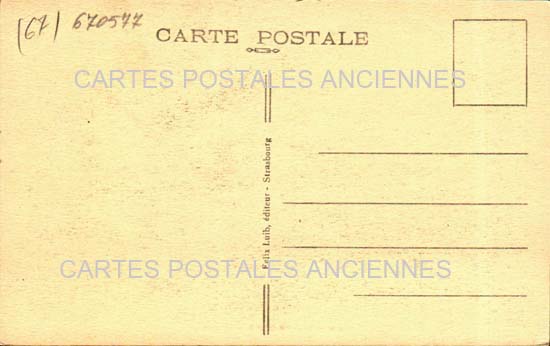 (67) 670577
CARTE POSTALE
CARTES POSTALES ANCIENNES
Felix Luib, éditeur - Strasbourg
CARTES POSTALES ANCIENNES